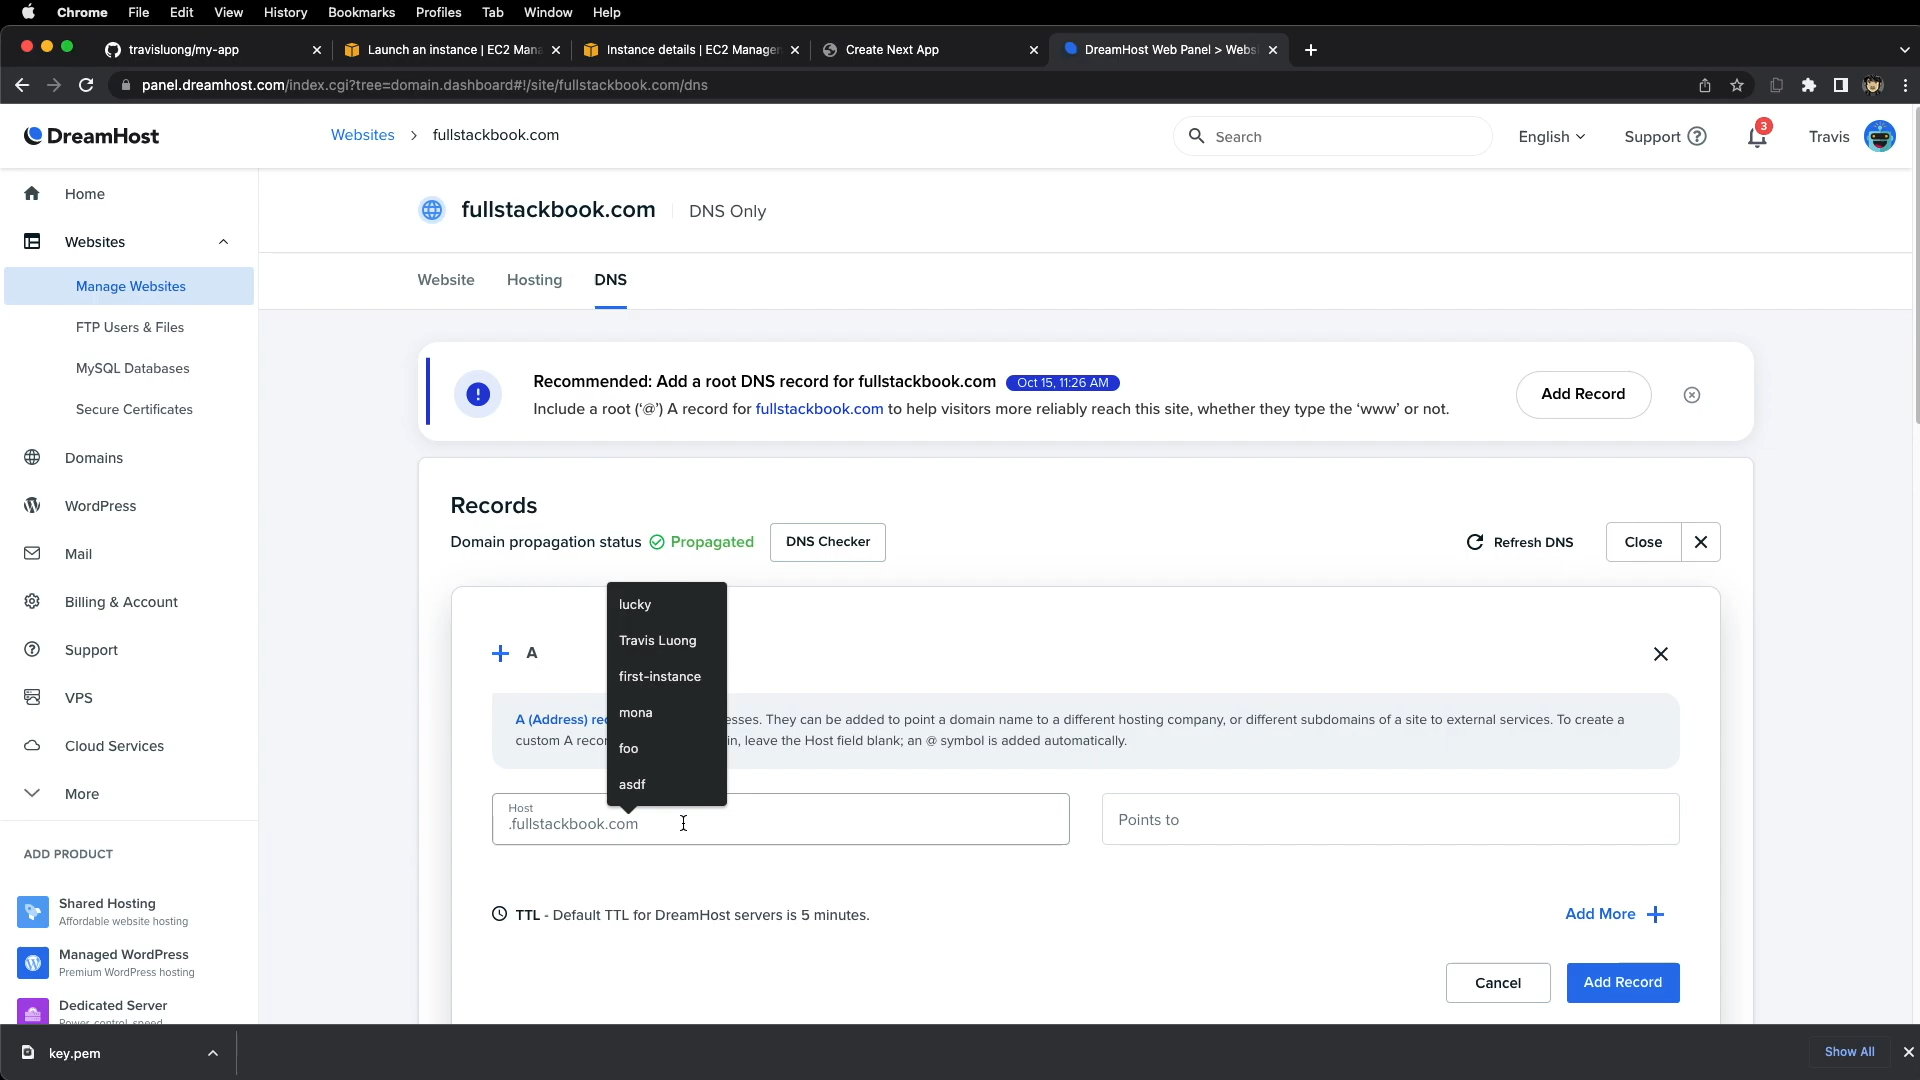 Chrome File Edit View History Bookmarks Profiles Tab Window Help
travisluong/my-app
Launch an instance | EC2 Mana
Instance details | EC2 Manager
Create Next App
DreamHost Web Panel > Websi
panel.dreamhost.com/index.cgi?tree=domain.dashboard#!/site/fullstackbook.com/dns
DreamHost
Websites > fullstackbook.com
Search
English
Support
3
Travis
Home
Websites
Manage Websites
FTP Users & Files
MySQL Databases
Secure Certificates
Domains
WordPress
Mail
Billing & Account
Support
VPS
Cloud Services
More
ADD PRODUCT
Shared Hosting
Affordable website hosting
Managed WordPress
Premium WordPress hosting
Dedicated Server
Power, control, speed
fullstackbook.com
DNS Only
Website Hosting DNS
Recommended: Add a root DNS record for fullstackbook.com Oct 15, 11:26 AM
Include a root (‘@’) A record for fullstackbook.com to help visitors more reliably reach this site, whether they type the ‘www’ or not.
Add Record
Records
Domain propagation status Propagated
DNS Checker
Refresh DNS
Close
A
lucky
Travis Luong
first-instance
mona
foo
asdf
A (Address) rec esses. They can be added to point a domain name to a different hosting company, or different subdomains of a site to external services. To create a
custom A recor in, leave the Host field blank; an @ symbol is added automatically.
Host
.fullstackbook.com
Points to
TTL - Default TTL for DreamHost servers is 5 minutes.
Add More
Cancel
Add Record
key.pem
Show All